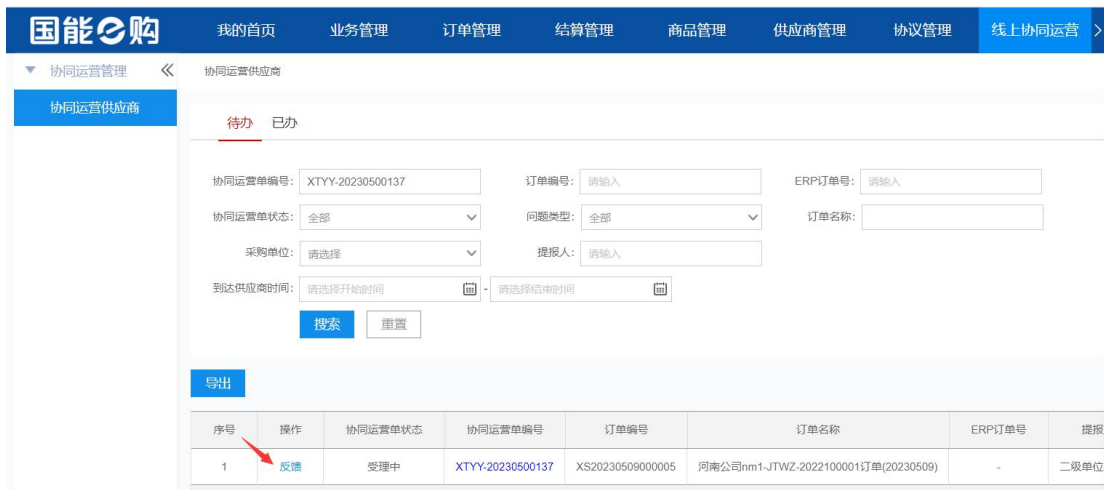 国能e购 我的首页 业务管理 订单管理 结算管理 商品管理 供应商管理 协议管理 线上协同运营 >
协同运营管理 协同运营供应商
协同运营供应商
待办 已办
协同运营单编号: XTYY-20230500137 订单编号: 请输入 ERP订单号: 请输入
协同运营单状态: 全部 问题类型: 全部 订单名称:
采购单位: 请选择 提报人: 请输入
到达供应商时间: 请选择开始时间 - 请选择结束时间
搜索 重置
导出
序号 操作 协同运营单状态 协同运营单编号 订单编号 订单名称 ERP订单号 提报
1 反馈 受理中 XTYY-20230500137 XS20230509000005 河南公司nm1-JTWZ-2022100001订单(20230509) - 二级单位